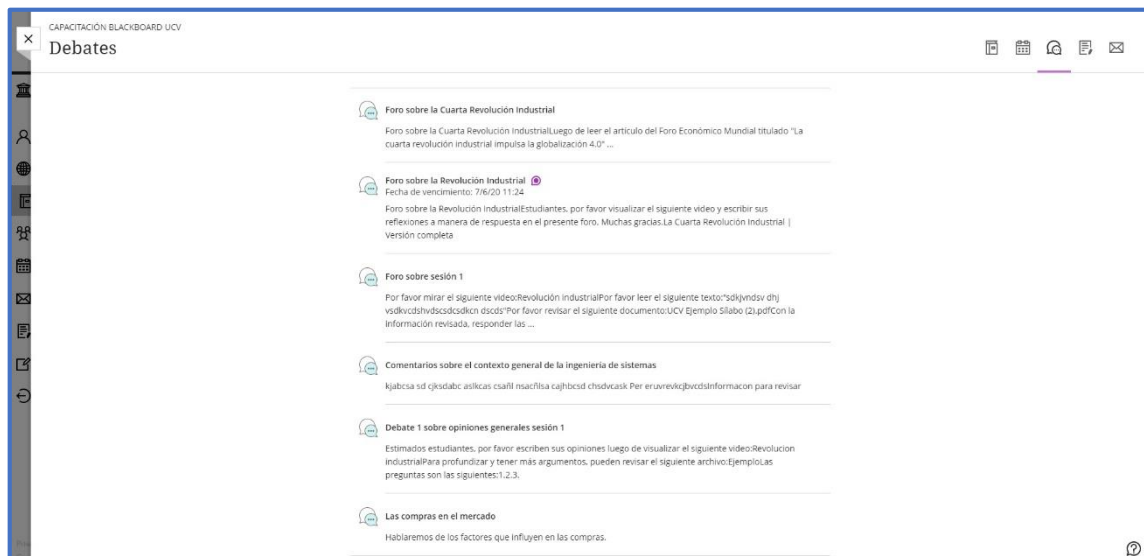 CAPACITACIÓN BLACKBOARD UCV
Debates
Foro sobre la Cuarta Revolución Industrial
Foro sobre la Cuarta Revolución IndustrialLuego de leer el artículo del Foro Económico Mundial titulado "La
cuarta revolución industrial impulsa la globalización 4.0" ...
Foro sobre la Revolución Industrial
Fecha de vencimiento: 7/6/20 11:24
Foro sobre la Revolución IndustrialEstudiantes, por favor visualizar el siguiente video y escribir sus
reflexiones a manera de respuesta en el presente foro. Muchas gracias.La Cuarta Revolución Industrial |
Versión completa
Foro sobre sesión 1
Por favor mirar el siguiente video:Revolución industrialPor favor leer el siguiente texto:"sdkjvndsv dhj
vsdkvcdshvdscsdcsdkcn dscds"Por favor revisar el siguiente documento:UCV Ejemplo Sílabo (2).pdfCon la
información revisada, responder las ...
Comentarios sobre el contexto general de la ingeniería de sistemas
kjabcsa sd cjksdabc aslkcas csañl nsacñlsa cajhbcsd chsdvcask Per eruvrevkcjbvcdsInformacon para revisar
Debate 1 sobre opiniones generales sesión 1
Estimados estudiantes, por favor escriben sus opiniones luego de visualizar el siguiente video:Revolucion
industrialPara profundizar y tener más argumentos, pueden revisar el siguiente archivo:EjemploLas
preguntas son las siguientes:1.2.3.
Las compras en el mercado
Hablaremos de los factores que influyen en las compras.